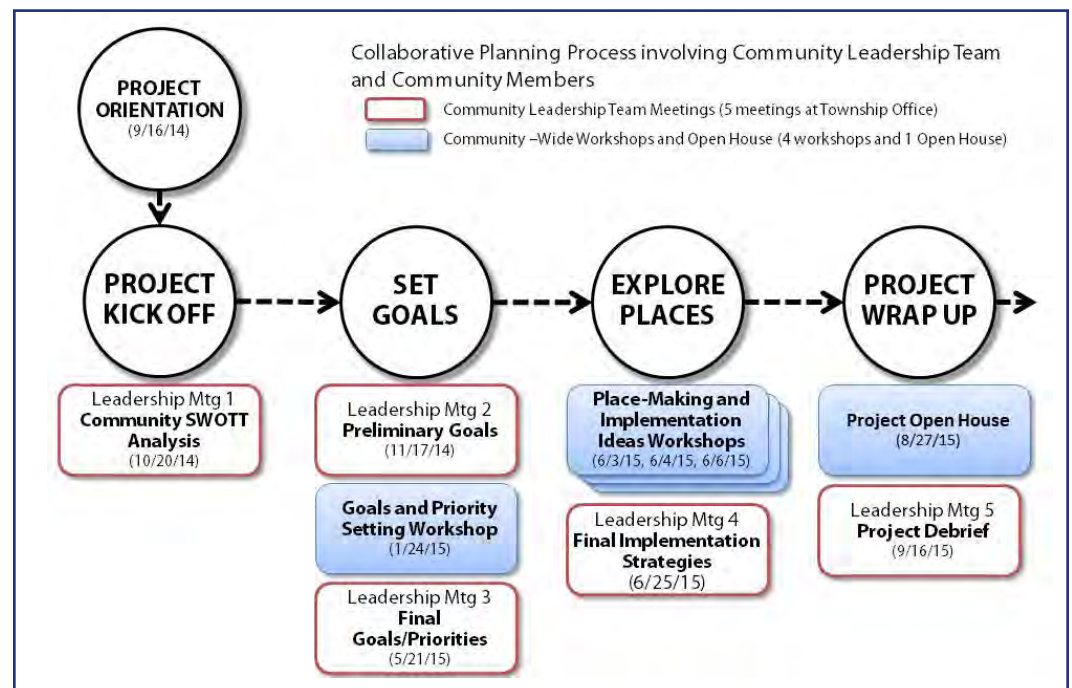 PROJECT
ORIENTATION
(9/16/14)
Collaborative Planning Process involving Community Leadership Team
and Community Members
Community Leadership Team Meetings (5 meetings at Township Office)
Community –Wide Workshops and Open House (4 workshops and 1 Open House)
PROJECT
KICK OFF
SET
GOALS
EXPLORE
PLACES
PROJECT
WRAP UP
Leadership Mtg 1
Community SWOTT
Analysis
(10/20/14)
Leadership Mtg 2
Preliminary Goals
(11/17/14)
Goals and Priority
Setting Workshop
(1/24/15)
Leadership Mtg 3
Final
Goals/Priorities
(5/21/15)
Place-Making and
Implementation
Ideas Workshops
(6/3/15, 6/4/15, 6/6/15)
Leadership Mtg 4
Final Implementation
Strategies
(6/25/15)
Project Open House
(8/27/15)
Leadership Mtg 5
Project Debrief
(9/16/15)